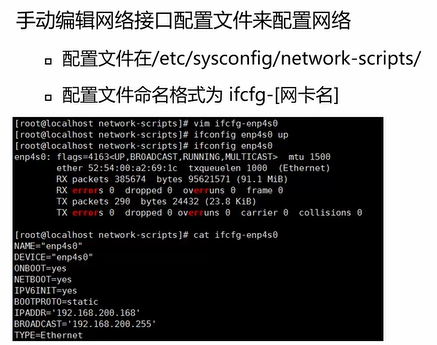 手动编辑网络接口配置文件来配置网络
配置文件在/etc/sysconfig/network-scripts/
配置文件命名格式为 ifcfg-[网卡名]
[root@localhost network-scripts]# vim ifcfg-enp4s0
[root@localhost network-scripts]# ifconfig enp4s0 up
[root@localhost network-scripts]# ifconfig enp4s0
enp4s0: flags=4163<UP,BROADCAST,RUNNING,MULTICAST>  mtu 1500
ether 52:54:00:a2:69:1c  txqueuelen 1000  (Ethernet)
RX packets 385674  bytes 95621571 (91.1 MiB)
RX errors 0  dropped 0  overruns 0  frame 0
TX packets 290  bytes 24432 (23.8 KiB)
TX errors 0  dropped 0 overruns 0  carrier 0  collisions 0
[root@localhost network-scripts]# cat ifcfg-enp4s0
NAME="enp4s0"
DEVICE="enp4s0"
ONBOOT=yes
NETBOOT=yes
IPV6INIT=yes
BOOTPROTO=static
IPADDR='192.168.200.168'
BROADCAST='192.168.200.255'
TYPE=Ethernet